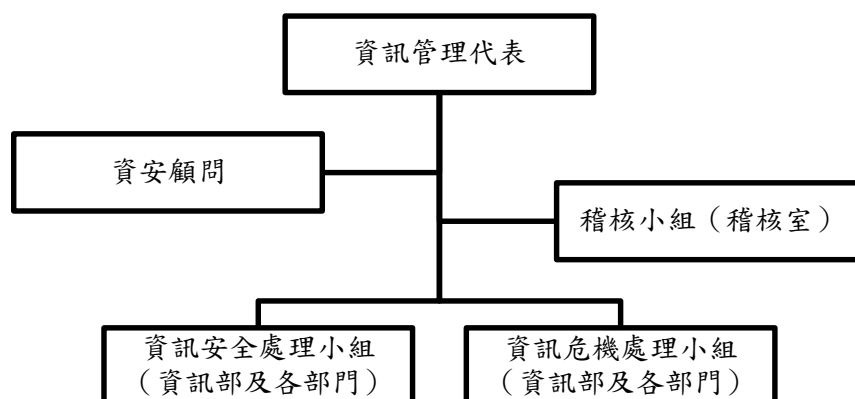 資訊管理代表
資安顧問
稽核小組（稽核室）
資訊安全處理小組
（資訊部及各部門）
資訊危機處理小組
（資訊部及各部門）